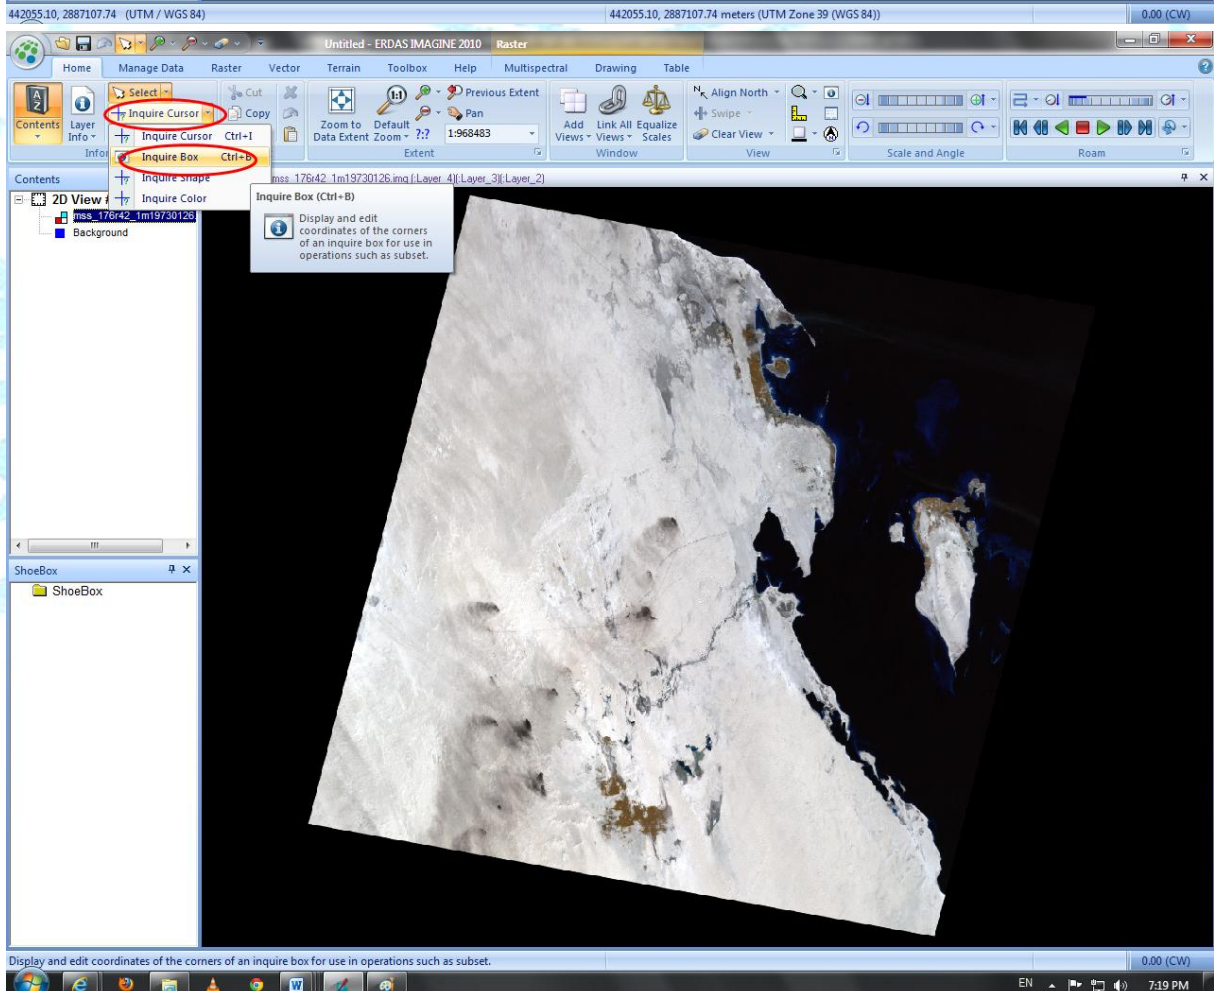 442055.10, 2887107.74   (UTM / WGS 84)
442055.10, 2887107.74 meters (UTM Zone 39 (WGS 84))
0.00 (CW)
Untitled - ERDAS IMAGINE 2010
Raster
Home Manage Data Raster Vector Terrain Toolbox Help Multispectral Drawing Table
Contents
Layer Info
Select
Inquire Cursor
Cut
Copy
Zoom to Data Extent
Default Zoom
?:?
Previous Extent
Pan
1:968483
Extent
Add Views
Link All Views
Equalize Scales
Window
Align North
Swipe
Clear View
View
Scale and Angle
Roam
Infor
Inquire Cursor Ctrl+I
Inquire Box Ctrl+B
Inquire Shape
Inquire Color
Inquire Box (Ctrl+B)
Display and edit
coordinates of the corners
of an inquire box for use in
operations such as subset.
Contents
mss_176r42_1m19730126.img (:Layer_4)(:Layer_3)(:Layer_2)
2D View #
mss_176r42_1m19730126.
Background
ShoeBox
ShoeBox
Display and edit coordinates of the corners of an inquire box for use in operations such as subset.
0.00 (CW)
EN
7:19 PM